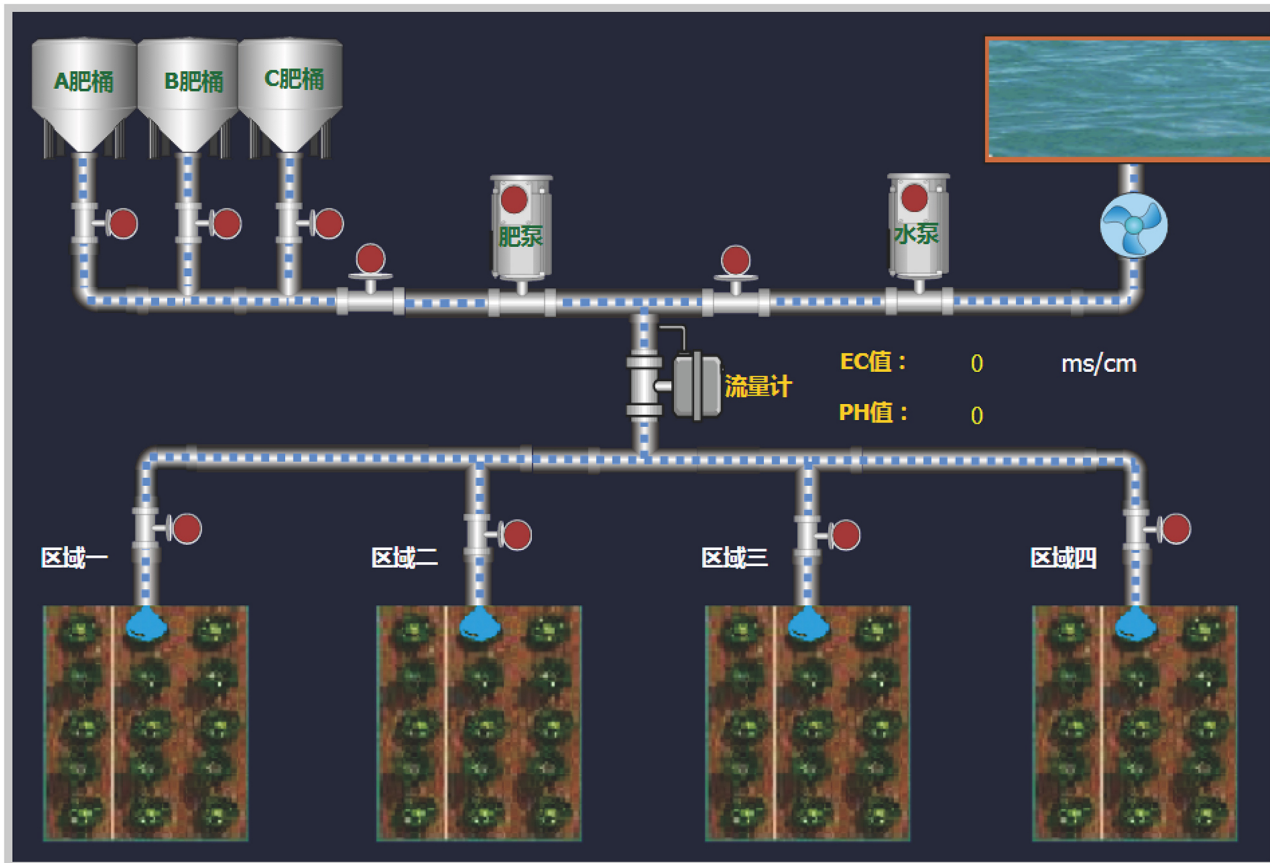 A肥桶
B肥桶
C肥桶
肥泵
水泵
EC值： 0 ms/cm
流量计
PH值： 0
区域一
区域二
区域三
区域四